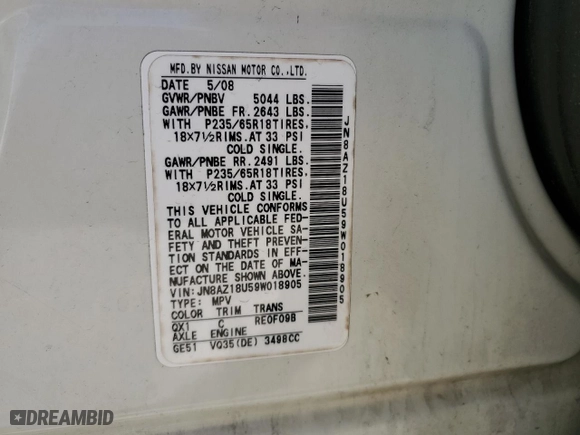 MFD.BY NISSAN MOTOR CO.,LTD.
DATE 5/08
GVWR/PNBV 5044 LBS.
GAWR/PNBE FR. 2643 LBS.
WITH P235/65R18TIRES,
18×7½RIMS.AT 33 PSI
COLD SINGLE.
GAWR/PNBE RR. 2491 LBS.
WITH P235/65R18TIRES,
18×7½RIMS.AT 33 PSI
COLD SINGLE.
THIS VEHICLE CONFORMS
TO ALL APPLICABLE FED-
ERAL MOTOR VEHICLE SA-
FETY AND THEFT PREVEN-
TION STANDARDS IN EFF-
ECT ON THE DATE OF MA-
NUFACTURE SHOWN ABOVE.
VIN:JN8AZ18U59W018905
TYPE: MPV
COLOR TRIM TRANS
QX1 C RE0F09B
AXLE ENGINE
GE51 VQ35(DE) 3498CC
JN8AZ18U59W018905
DREAMBID